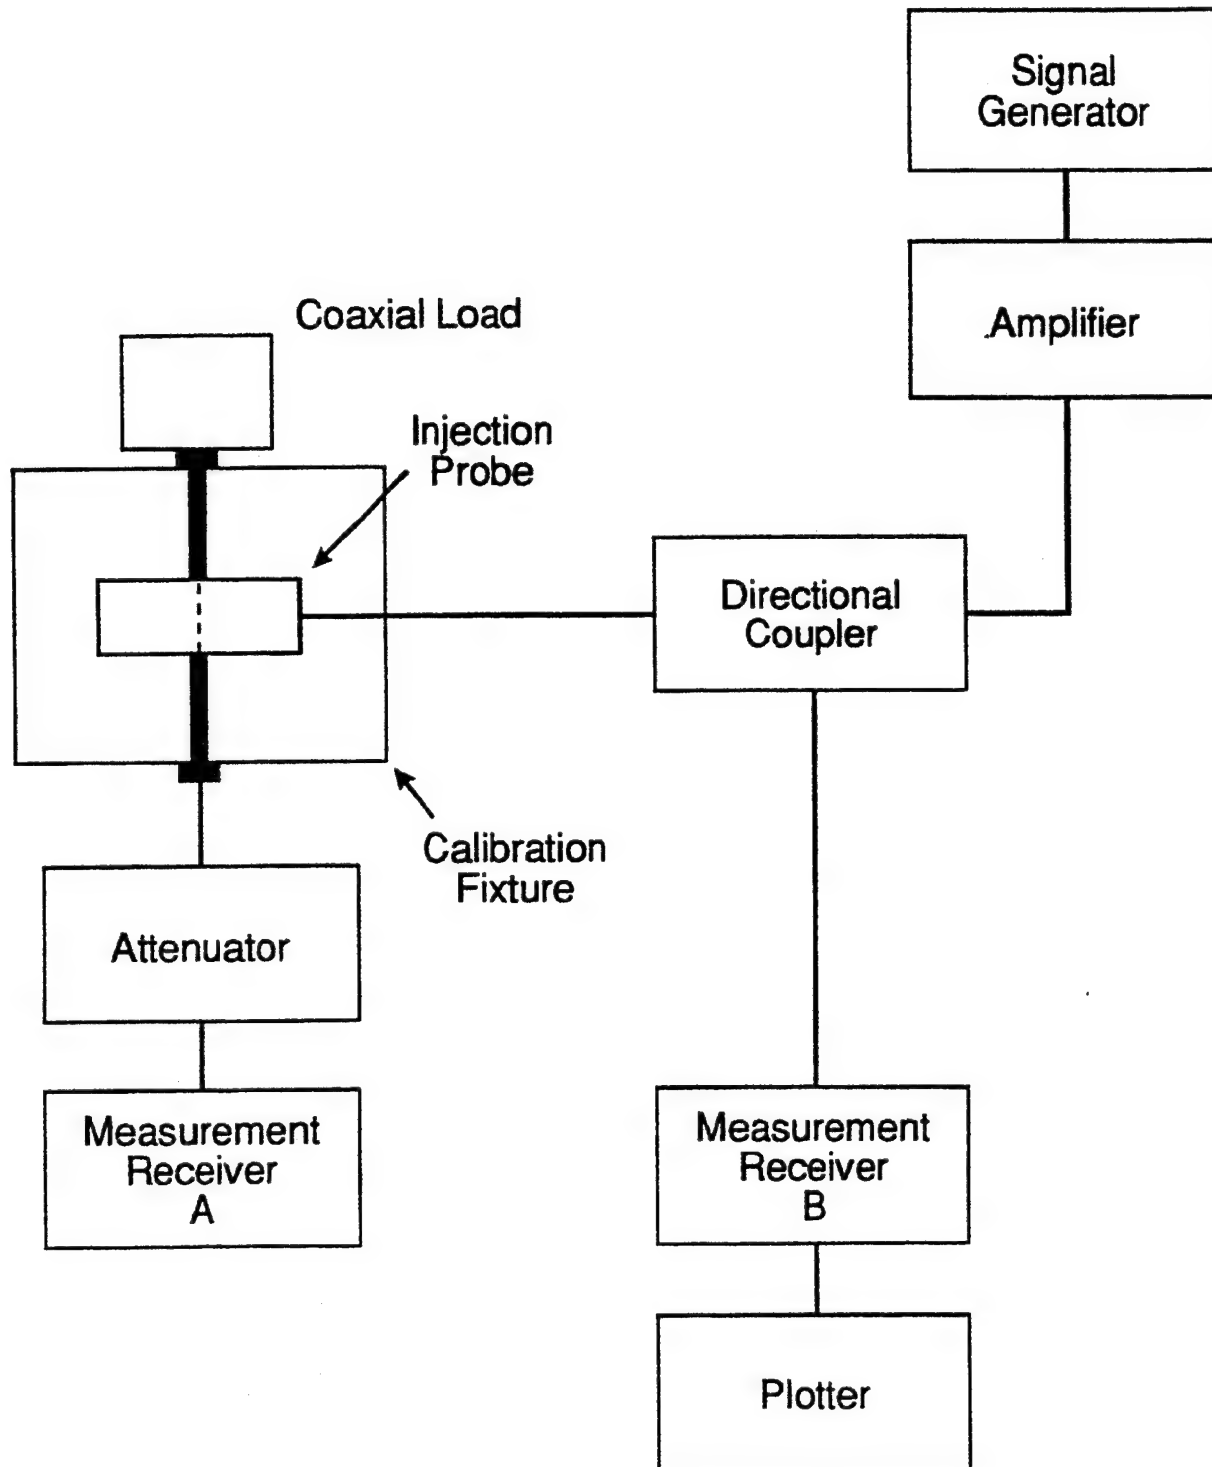 Signal
Generator
Amplifier
Coaxial Load
Injection
Probe
Directional
Coupler
Calibration
Fixture
Attenuator
Measurement
Receiver
A
Measurement
Receiver
B
Plotter